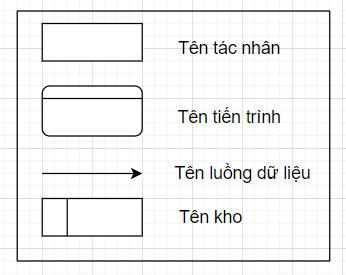 Tên tác nhân
Tên tiến trình
Tên luồng dữ liệu
Tên kho